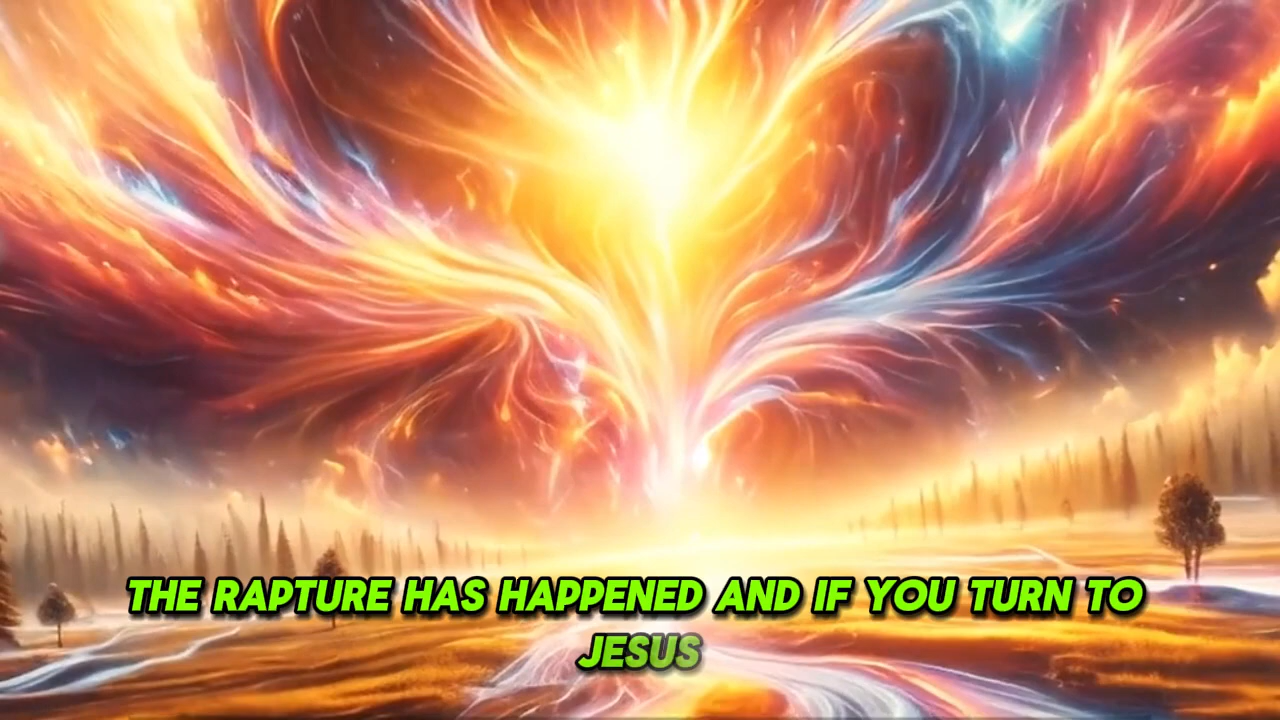 THE RAPTURE HAS HAPPENED AND IF YOU TURN TO
JESUS